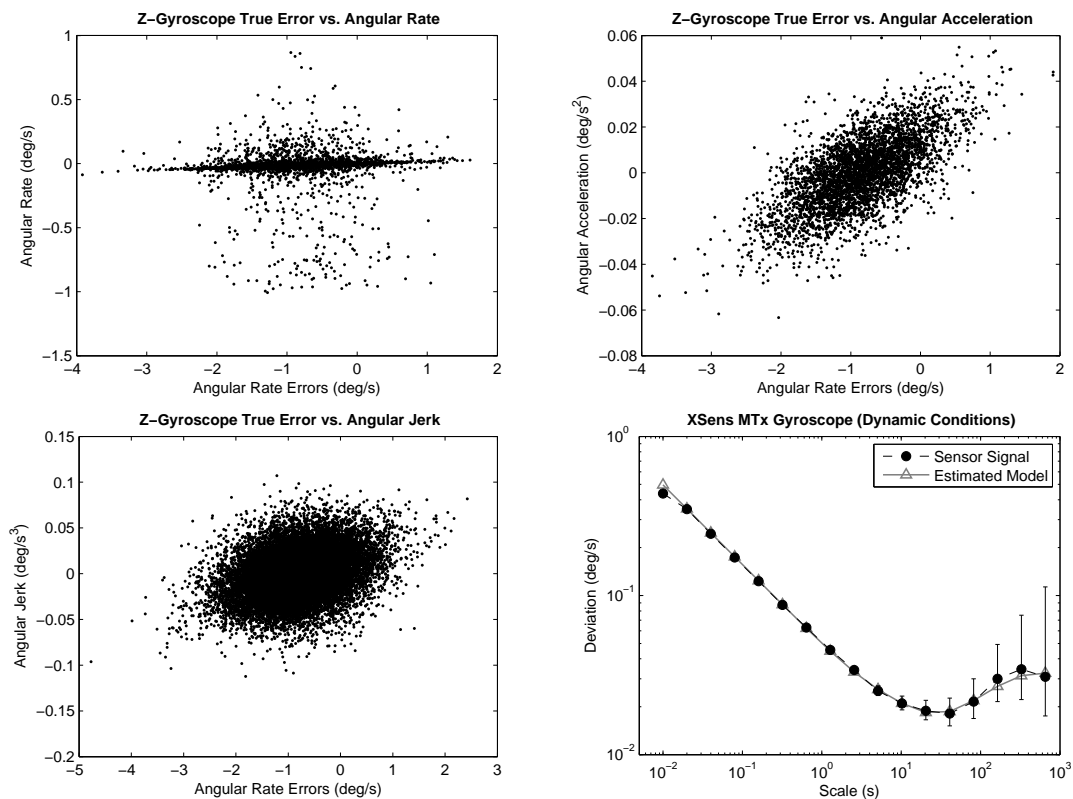 Z−Gyroscope True Error vs. Angular Rate
1
0.5
0
−0.5
−1
−1.5
−4 −3 −2 −1 0 1 2
Angular Rate (deg/s)
Angular Rate Errors (deg/s)
Z−Gyroscope True Error vs. Angular Acceleration
0.06
0.04
0.02
0
−0.02
−0.04
−0.06
−0.08
−4 −3 −2 −1 0 1 2
Angular Acceleration (deg/s²)
Angular Rate Errors (deg/s)
Z−Gyroscope True Error vs. Angular Jerk
0.15
0.1
0.05
0
−0.05
−0.1
−0.2
−5 −4 −3 −2 −1 0 1 2 3
Angular Jerk (deg/s³)
Angular Rate Errors (deg/s)
XSens MTx Gyroscope (Dynamic Conditions)
Sensor Signal
Estimated Model
10⁰
10⁻¹
10⁻²
10⁻² 10⁻¹ 10⁰ 10¹ 10² 10³
Deviation (deg/s)
Scale (s)